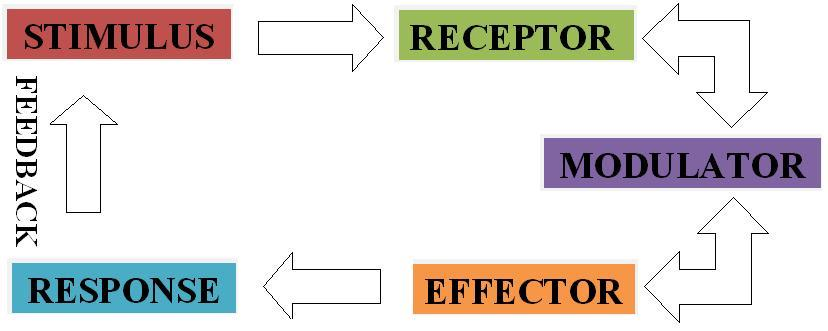 STIMULUS
RECEPTOR
FEEDBACK
MODULATOR
RESPONSE
EFFECTOR